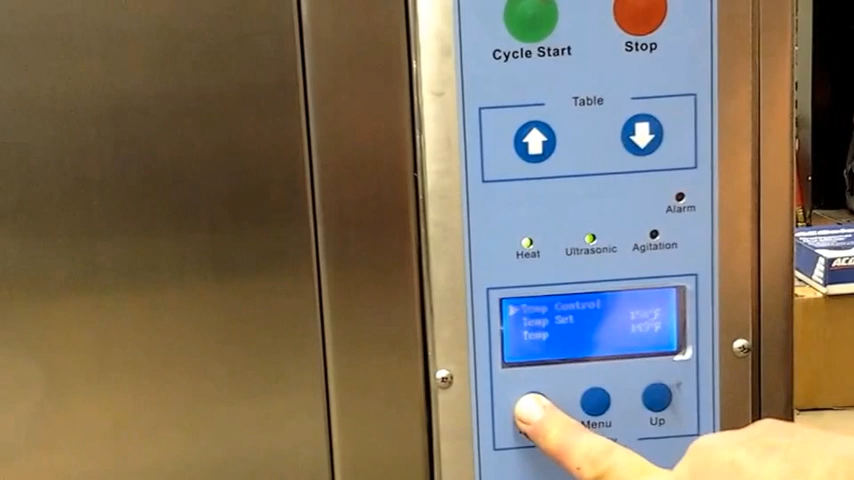 Cycle Start
Stop
Table
Alarm
Heat
Ultrasonic
Agitation
Temp Control
Temp Set
Temp
Menu
Up